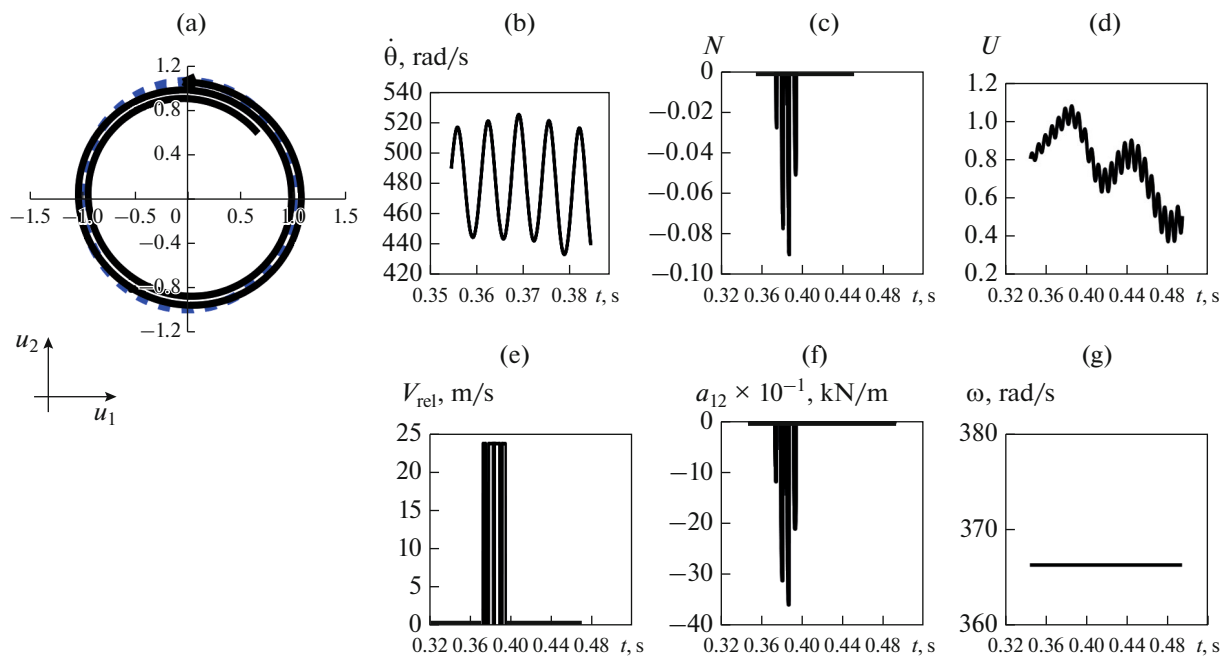 (a)
1.2
0.8
0.4
−1.5 −1.0 −0.5 0 0.5 1.0 1.5
−0.4
−0.8
−1.2
u2
u1
(b)
θ̇, rad/s
540
520
500
480
460
440
420
0.35 0.36 0.37 0.38 t, s
(c)
N
0
−0.02
−0.04
−0.06
−0.08
−0.10
0.32 0.36 0.40 0.44 0.48 t, s
(d)
U
1.2
1.0
0.8
0.6
0.4
0.2
0.32 0.36 0.40 0.44 0.48 t, s
(e)
Vrel, m/s
25
20
15
10
5
0
0.32 0.36 0.40 0.44 0.48 t, s
(f)
a12 × 10−1, kN/m
0
−10
−20
−30
−40
0.32 0.36 0.40 0.44 0.48 t, s
(g)
ω, rad/s
380
370
360
0.32 0.36 0.40 0.44 0.48 t, s